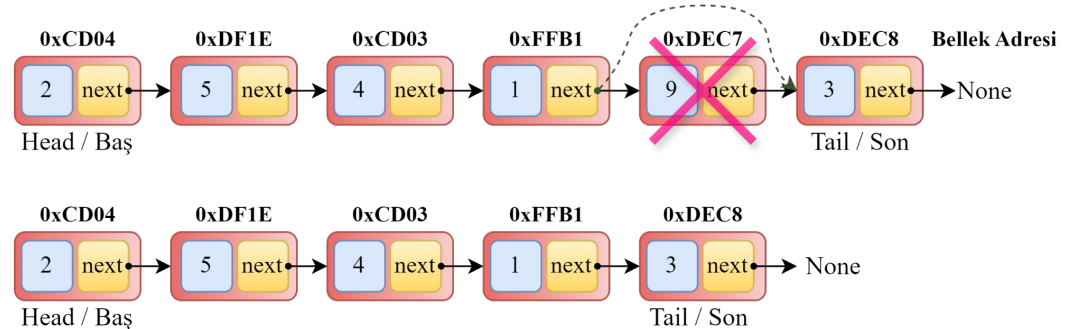 0xCD04 0xDF1E 0xCD03 0xFFB1 0xDEC7 0xDEC8 Bellek Adresi
2 next 5 next 4 next 1 next 9 next 3 next None
Head / Baş Tail / Son
0xCD04 0xDF1E 0xCD03 0xFFB1 0xDEC8
2 next 5 next 4 next 1 next 3 next None
Head / Baş Tail / Son